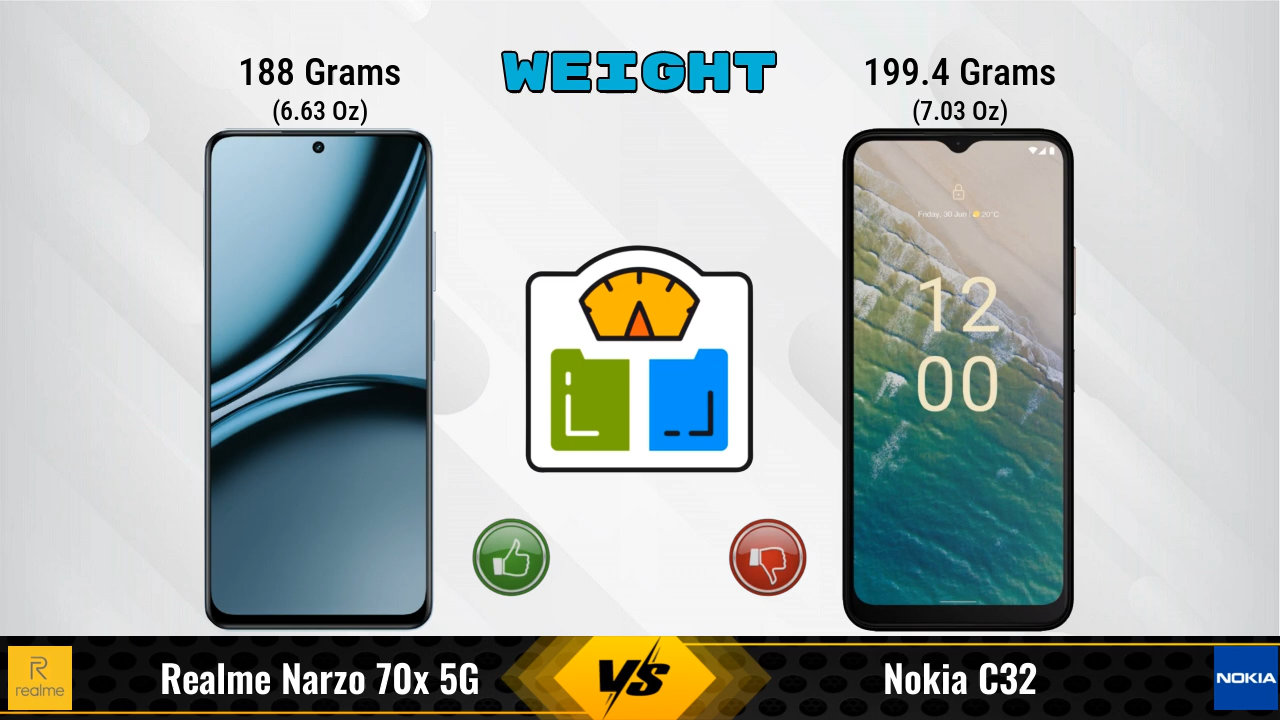 WEIGHT
188 Grams
(6.63 Oz)
199.4 Grams
(7.03 Oz)
Friday, 30 Jun | 20°C
12
00
R
realme
Realme Narzo 70x 5G
VS
Nokia C32
NOKIA